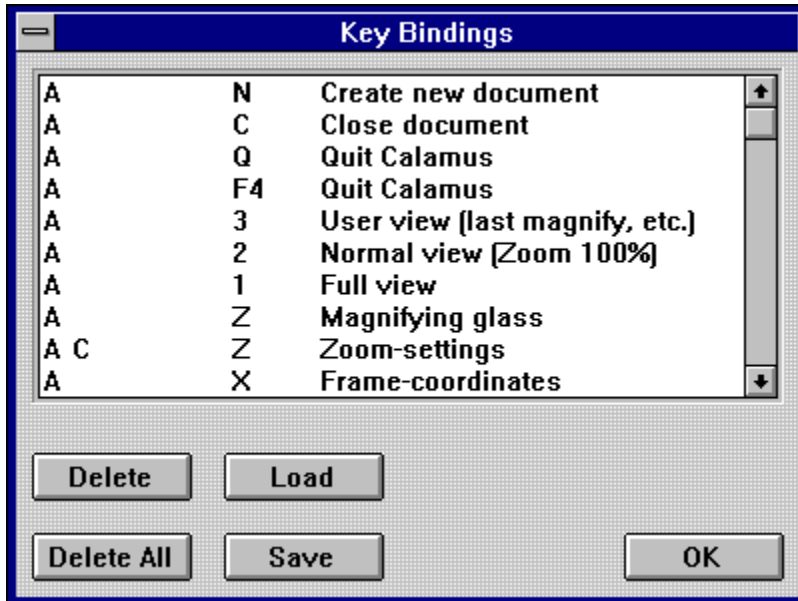 Key Bindings
A N Create new document
A C Close document
A Q Quit Calamus
A F4 Quit Calamus
A 3 User view (last magnify, etc.)
A 2 Normal view (Zoom 100%)
A 1 Full view
A Z Magnifying glass
A C Z Zoom-settings
A X Frame-coordinates
Delete Load
Delete All Save OK